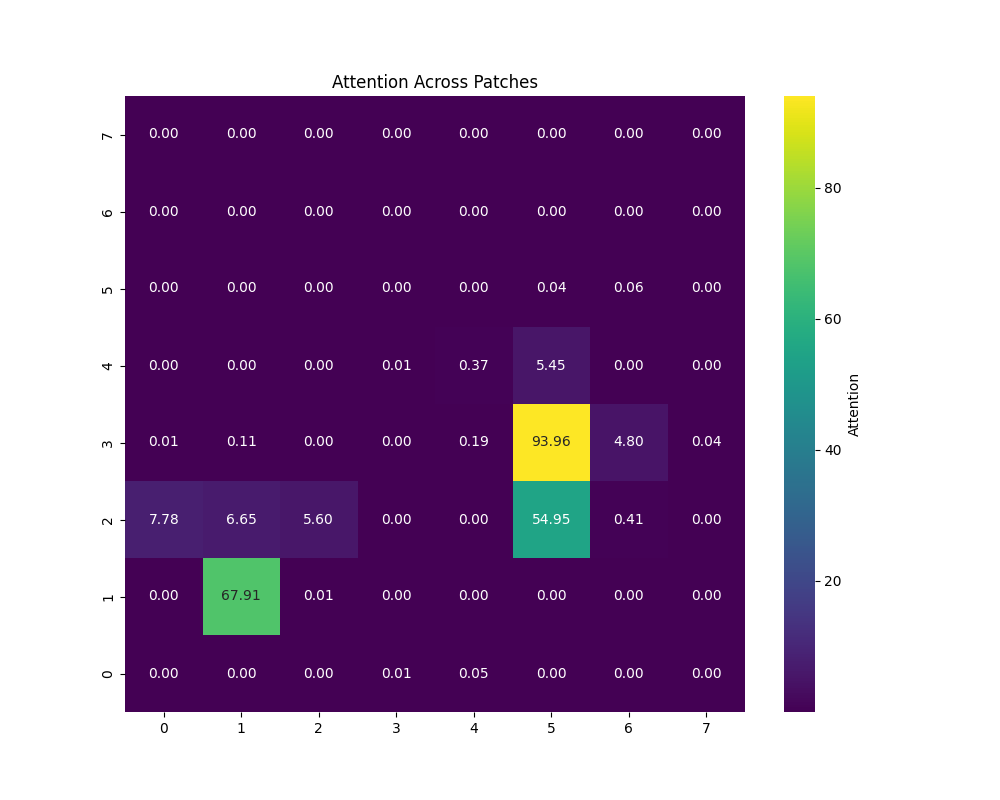 Attention Across Patches
7 0.00 0.00 0.00 0.00 0.00 0.00 0.00 0.00
6 0.00 0.00 0.00 0.00 0.00 0.00 0.00 0.00
5 0.00 0.00 0.00 0.00 0.00 0.04 0.06 0.00
4 0.00 0.00 0.00 0.01 0.37 5.45 0.00 0.00
3 0.01 0.11 0.00 0.00 0.19 93.96 4.80 0.04
2 7.78 6.65 5.60 0.00 0.00 54.95 0.41 0.00
1 0.00 67.91 0.01 0.00 0.00 0.00 0.00 0.00
0 0.00 0.00 0.00 0.01 0.05 0.00 0.00 0.00
0 1 2 3 4 5 6 7
80
60
40
20
Attention